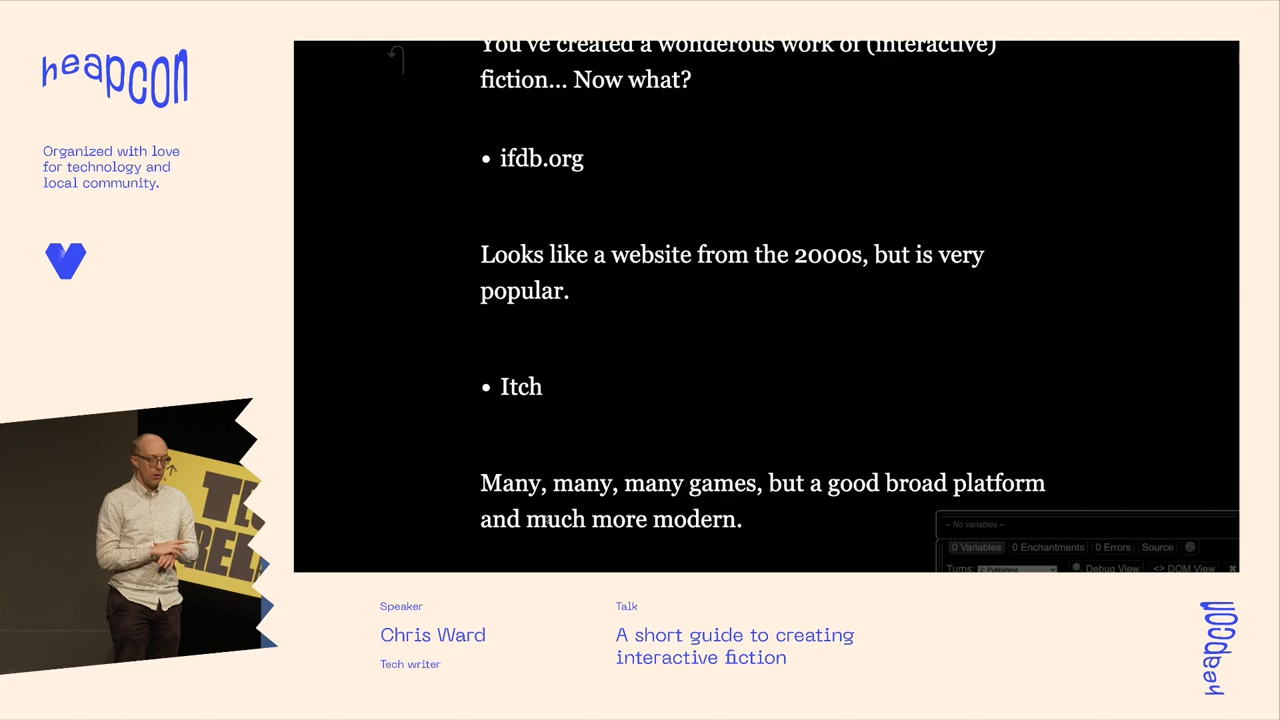 heapcon
Organized with love
for technology and
local community.
You've created a wonderous work of (interactive)
fiction... Now what?
• ifdb.org
Looks like a website from the 2000s, but is very
popular.
• Itch
Many, many, many games, but a good broad platform
and much more modern.
– No variables –
0 Variables
0 Enchantments
0 Errors
Source
Turns:
Debug View
<> DOM View
Speaker
Chris Ward
Tech writer
Talk
A short guide to creating
interactive fiction
heapcon